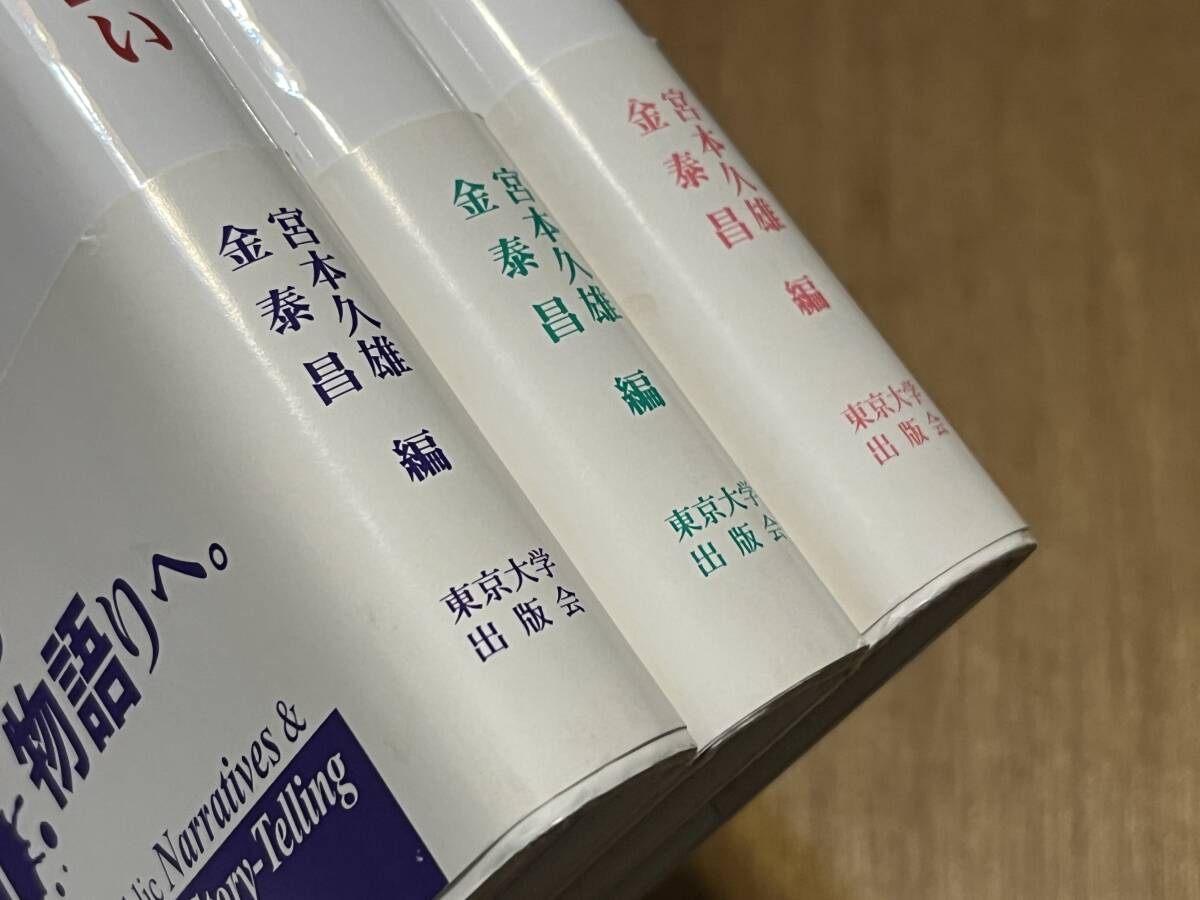 い
宮本久雄
金泰昌
編
東京大学
出版会
宮本久雄
金泰昌
編
東京大学
出版会
宮本久雄
金泰昌
編
東京大学
出版会
物語りへ。
Narratives &
Story-Telling